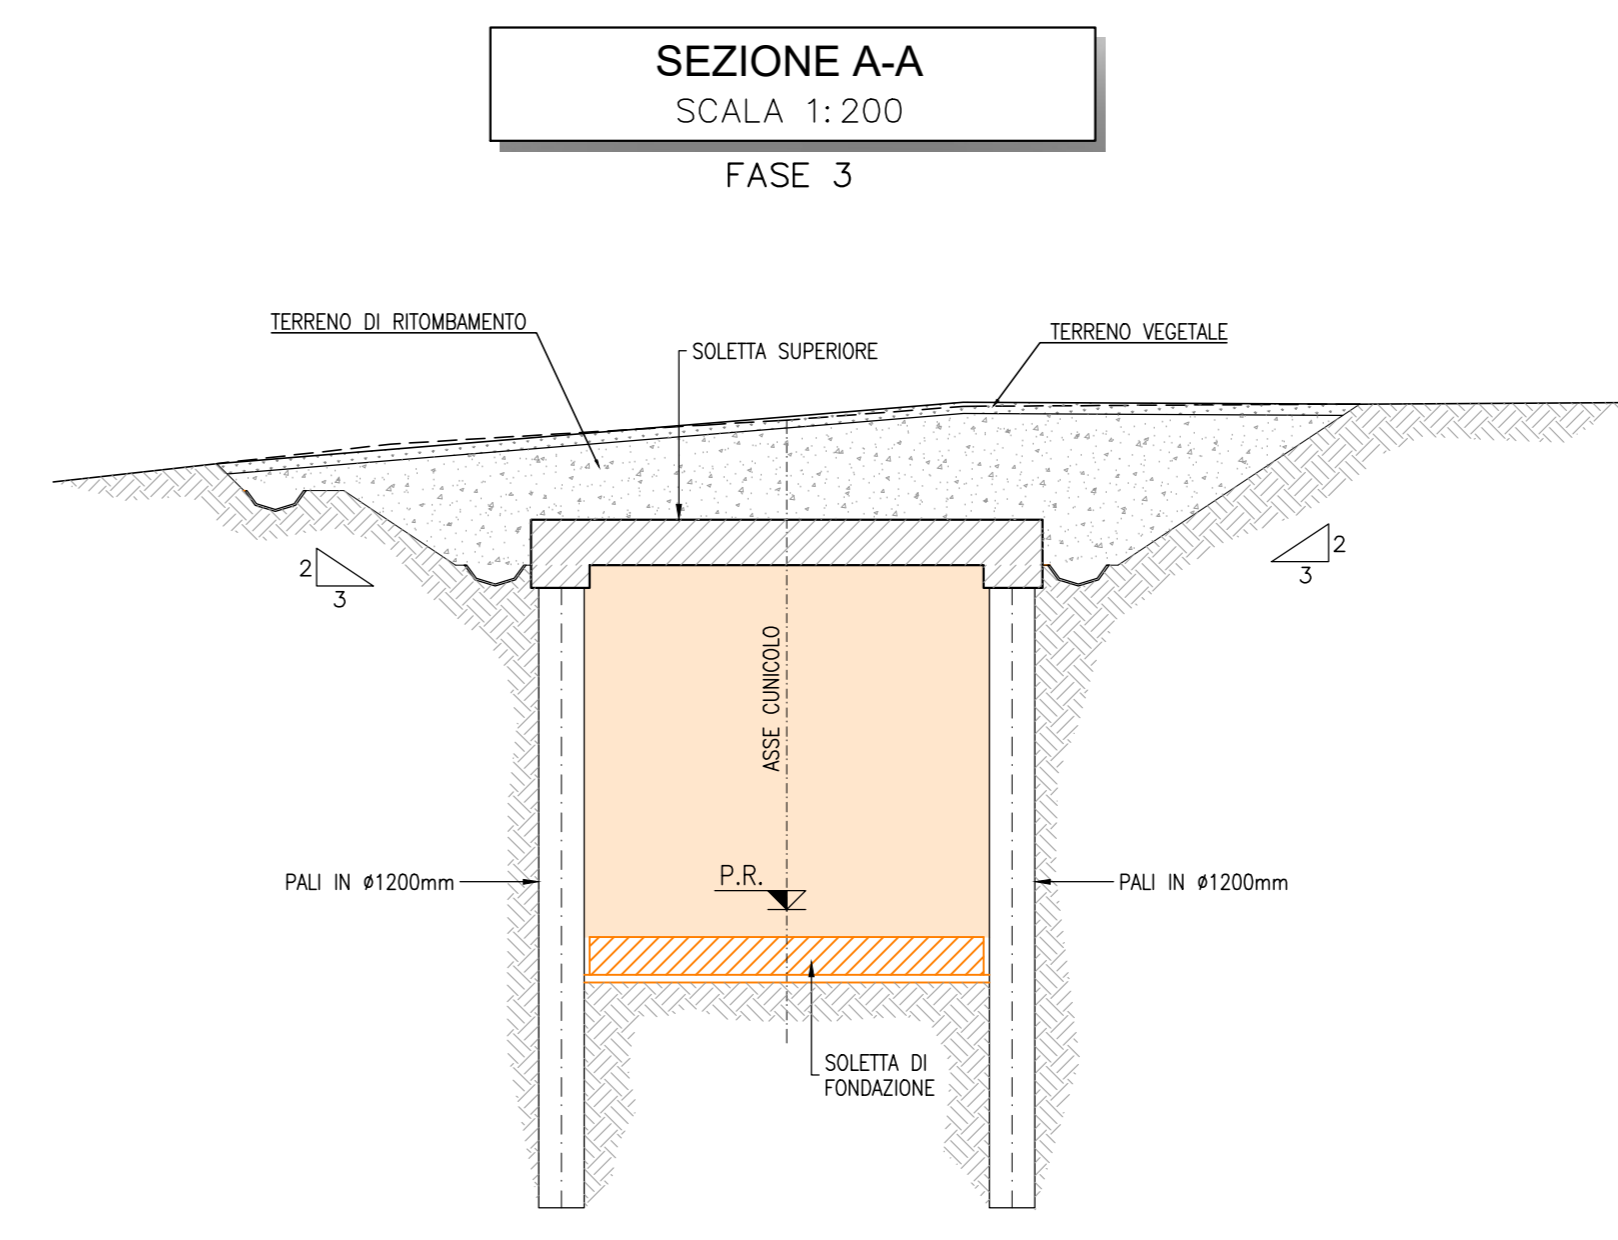 SEZIONE A-A
SCALA 1:200
FASE 3
TERRENO DI RITOMBAMENTO
TERRENO VEGETALE
SOLETTA SUPERIORE
2
3
2
3
ASSE CUNICOLO
P.R.
PALI IN ø1200mm
PALI IN ø1200mm
SOLETTA DI
FONDAZIONE